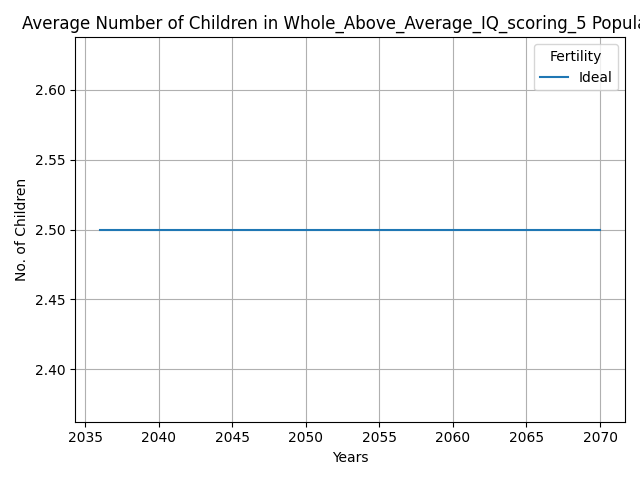 Average Number of Children in Whole_Above_Average_IQ_scoring_5 Popula
Fertility
Ideal
2.60
2.55
2.50
2.45
2.40
No. of Children
2035 2040 2045 2050 2055 2060 2065 2070
Years